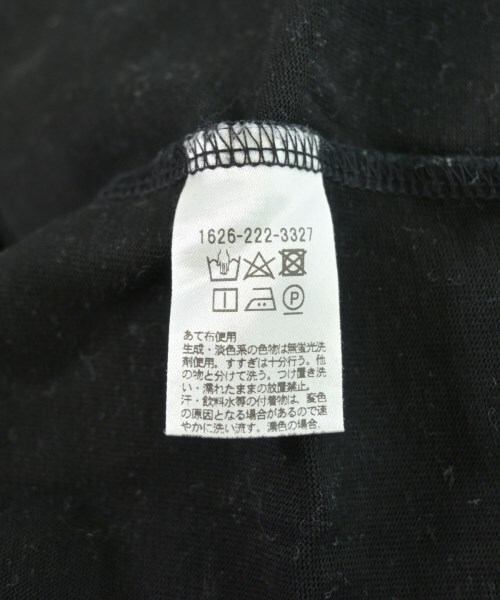 1626-222-3327
P
あて布使用
生成・淡色系の色物は無蛍光洗
剤使用。すすぎは十分行う。他
の物と分けて洗う。つけ置き洗
い・濡れたままの放置禁止。
汗・飲料水等の付着物は、変色
の原因となる場合があるので速
やかに洗い流す。濃色の場合、